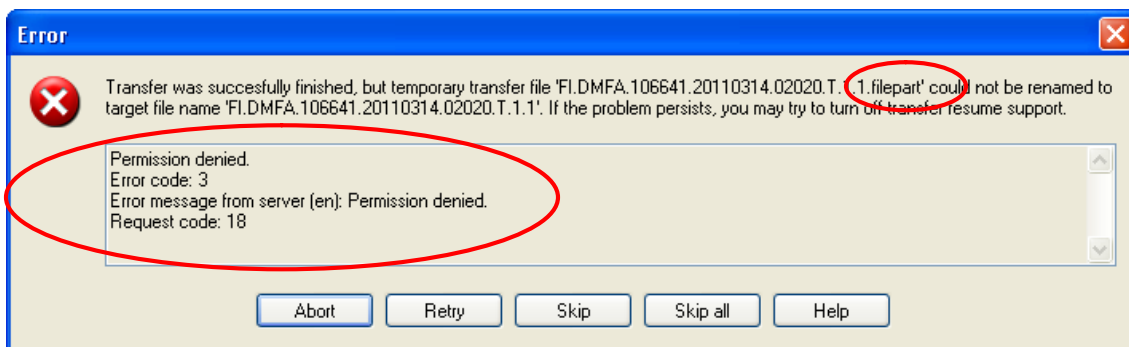 Error
Transfer was succesfully finished, but temporary transfer file 'FI.DMFA.106641.20110314.02020.T.1.1.filepart' could not be renamed to
target file name 'FI.DMFA.106641.20110314.02020.T.1.1'. If the problem persists, you may try to turn off transfer resume support.
Permission denied.
Error code: 3
Error message from server (en): Permission denied.
Request code: 18
Abort Retry Skip Skip all Help